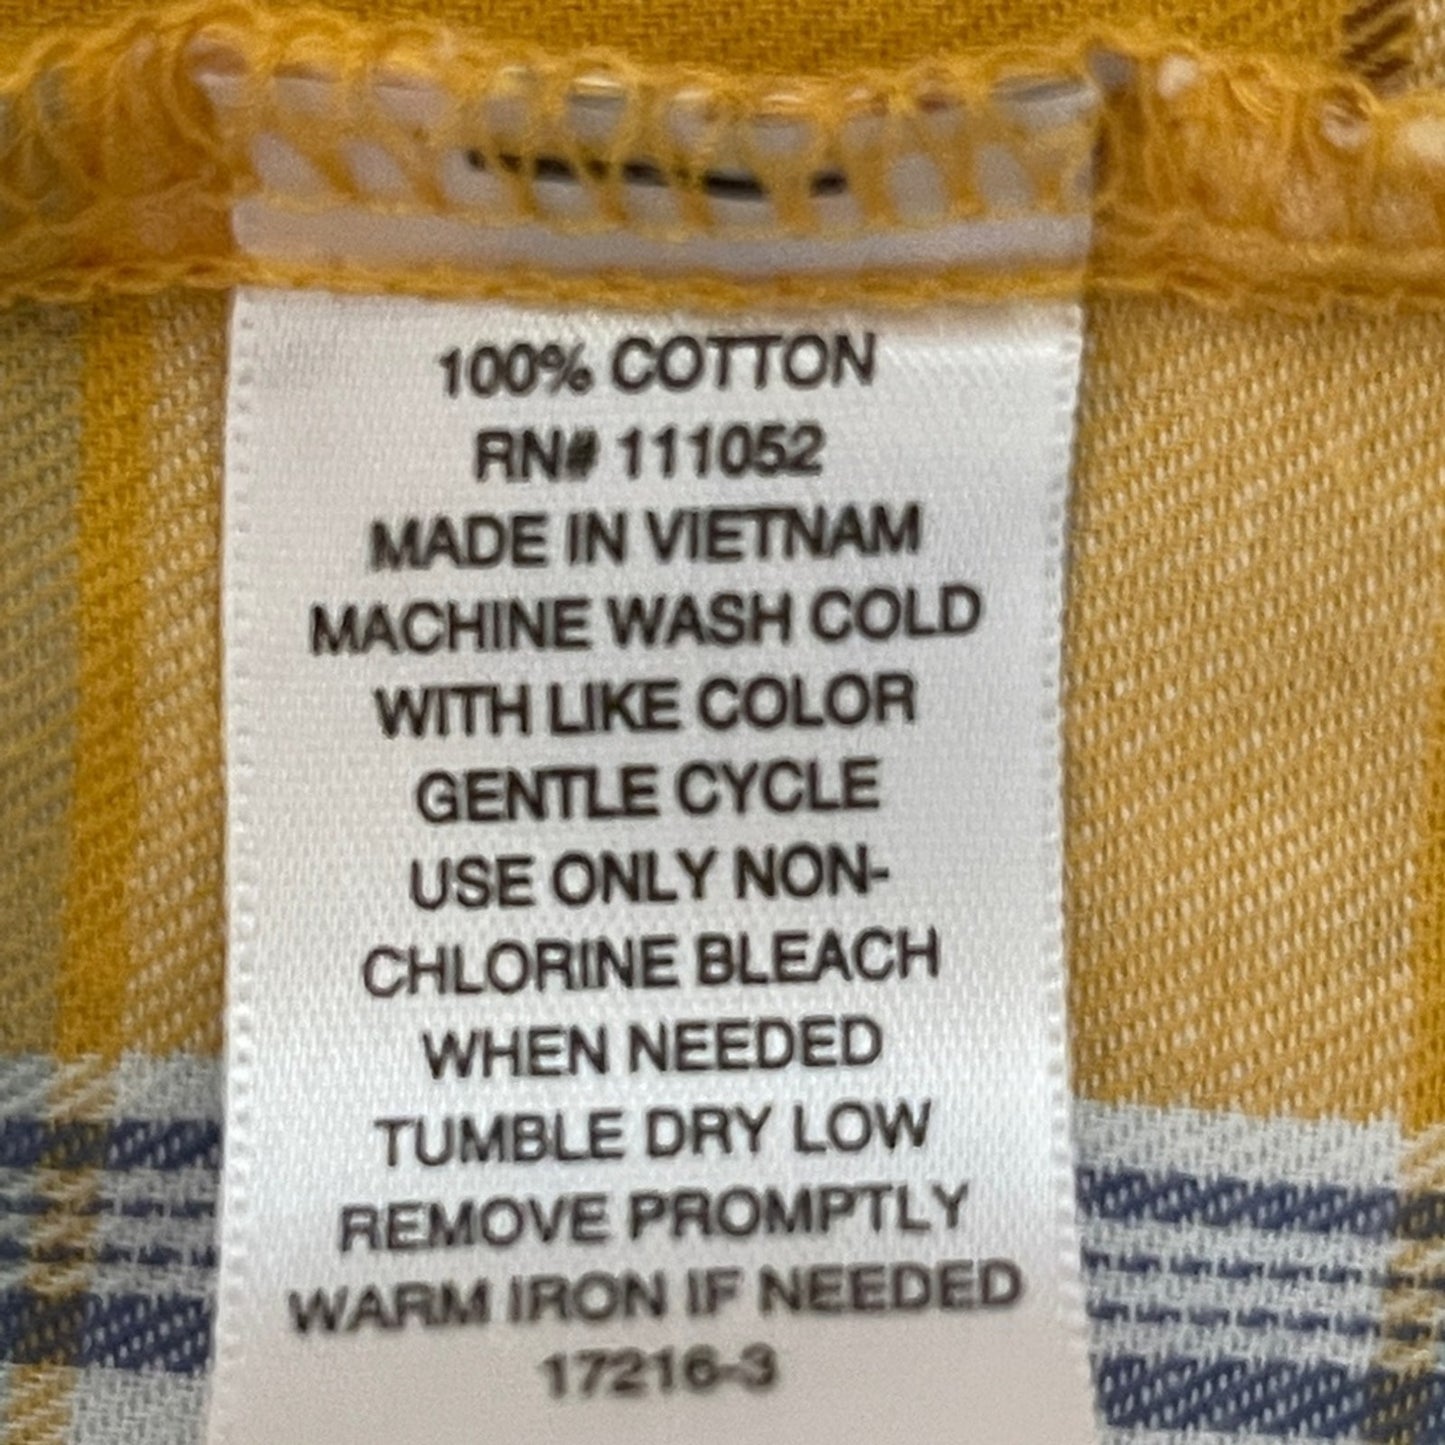 100% COTTON
RN# 111052
MADE IN VIETNAM
MACHINE WASH COLD
WITH LIKE COLOR
GENTLE CYCLE
USE ONLY NON-
CHLORINE BLEACH
WHEN NEEDED
TUMBLE DRY LOW
REMOVE PROMPTLY
WARM IRON IF NEEDED
17216-3